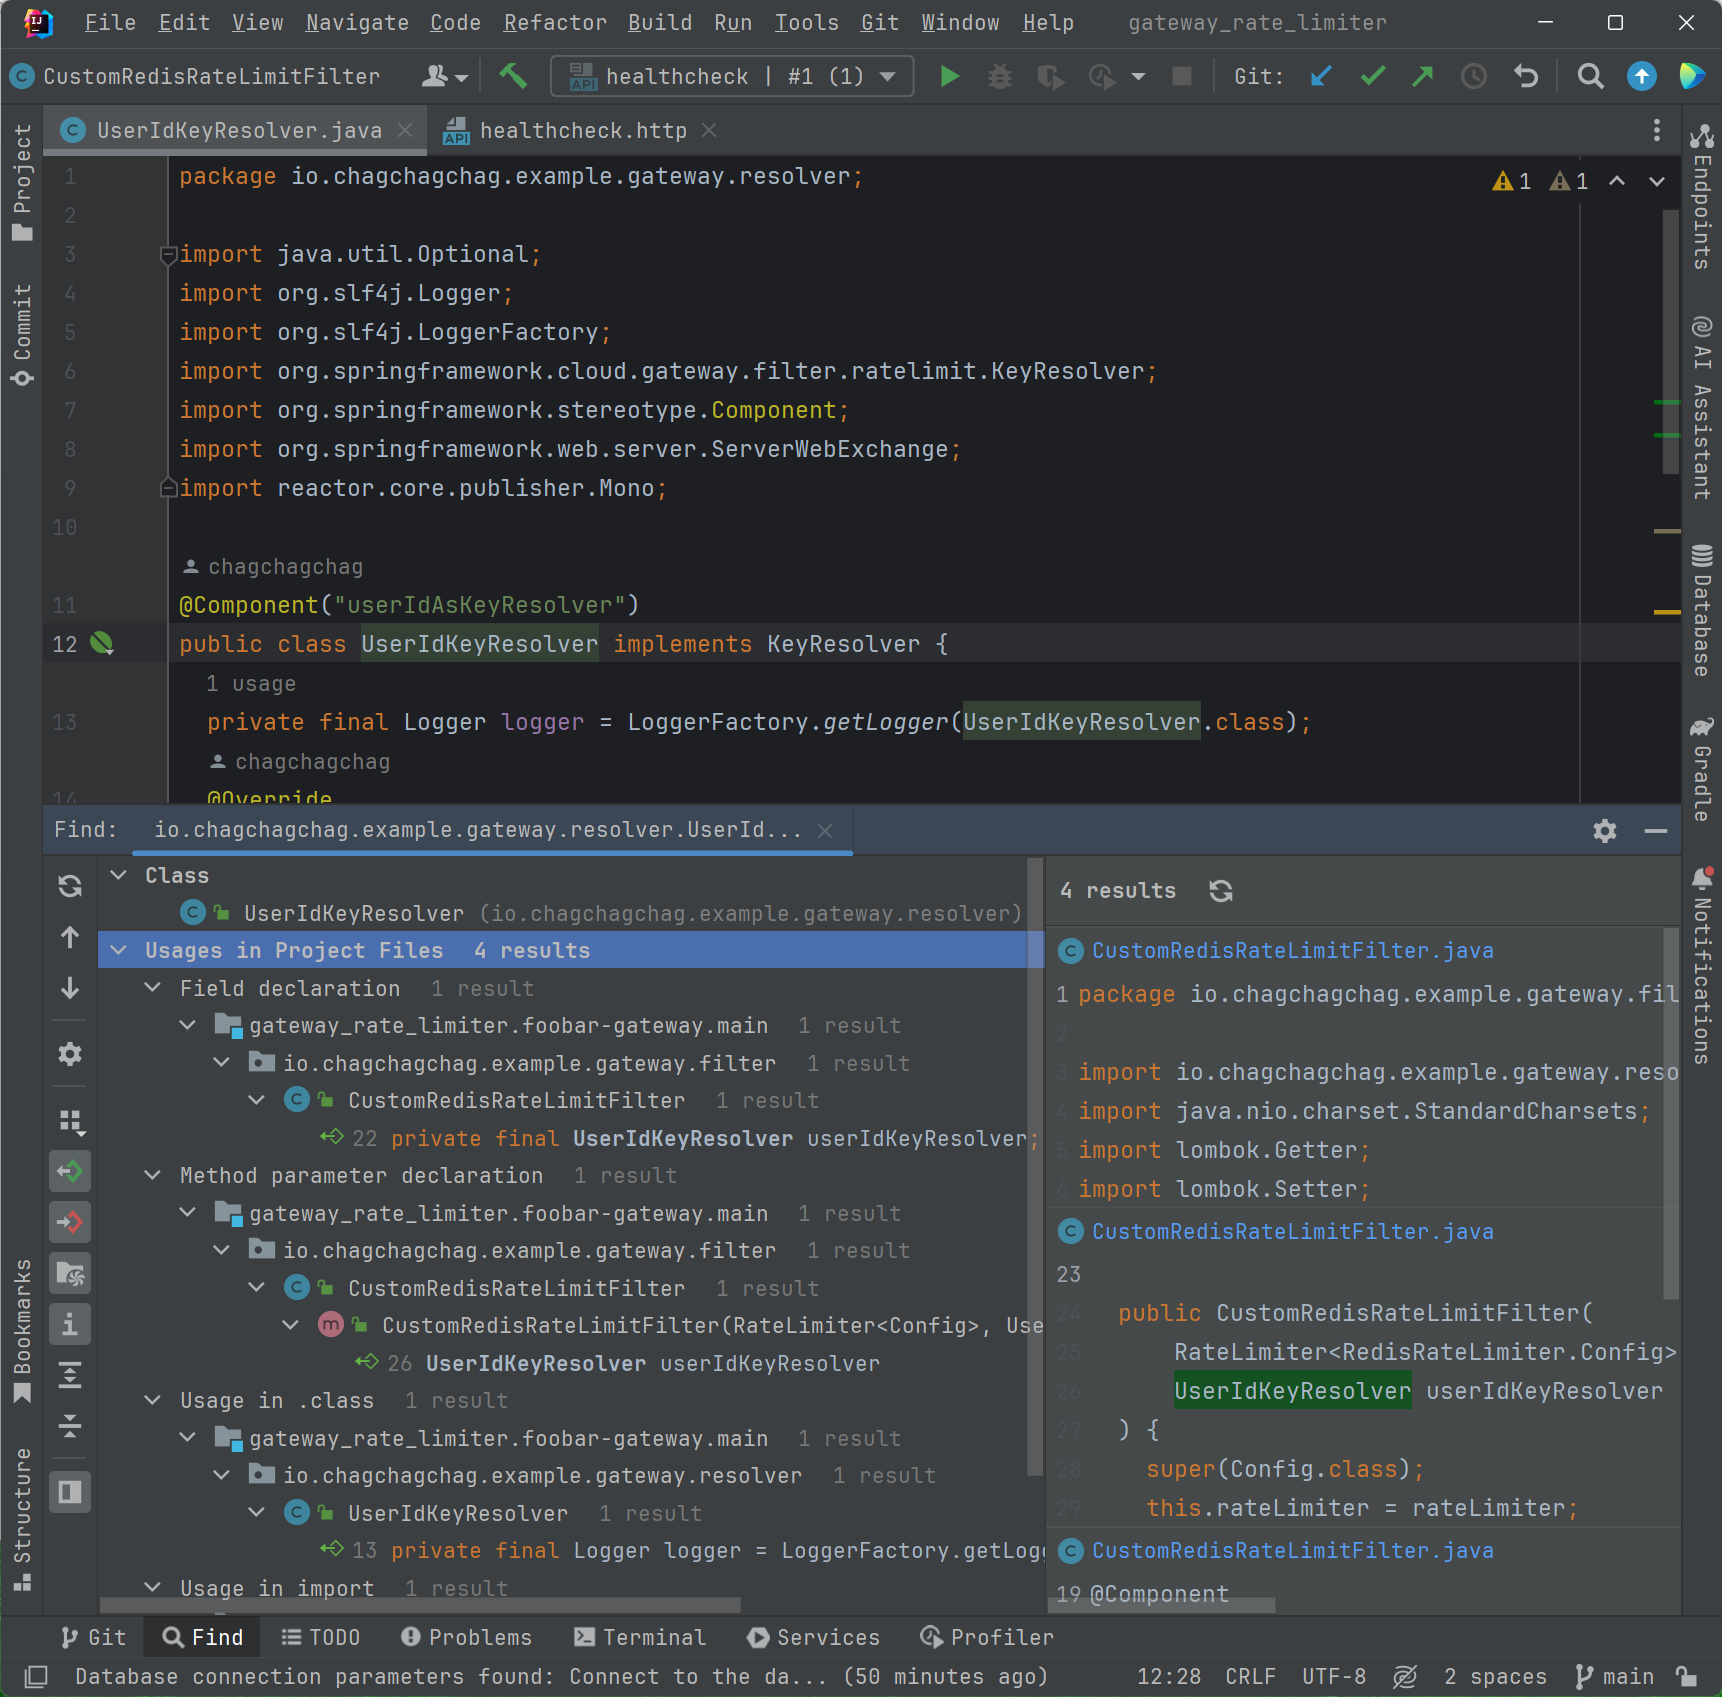 File Edit View Navigate Code Refactor Build Run Tools Git Window Help gateway_rate_limiter
CustomRedisRateLimitFilter healthcheck | #1 (1) Git:
UserIdKeyResolver.java healthcheck.http
1 package io.chagchagchag.example.gateway.resolver; 1 1
2
3 import java.util.Optional;
4 import org.slf4j.Logger;
5 import org.slf4j.LoggerFactory;
6 import org.springframework.cloud.gateway.filter.ratelimit.KeyResolver;
7 import org.springframework.stereotype.Component;
8 import org.springframework.web.server.ServerWebExchange;
9 import reactor.core.publisher.Mono;
10
chagchagchag
11 @Component("userIdAsKeyResolver")
12 public class UserIdKeyResolver implements KeyResolver {
1 usage
13 private final Logger logger = LoggerFactory.getLogger(UserIdKeyResolver.class);
chagchagchag
14 @Override
Project
Commit
Bookmarks
Structure
Endpoints
AI Assistant
Database
Gradle
Notifications
Find: io.chagchagchag.example.gateway.resolver.UserId...
Class
UserIdKeyResolver (io.chagchagchag.example.gateway.resolver)
Usages in Project Files 4 results
Field declaration 1 result
gateway_rate_limiter.foobar-gateway.main 1 result
io.chagchagchag.example.gateway.filter 1 result
CustomRedisRateLimitFilter 1 result
22 private final UserIdKeyResolver userIdKeyResolver;
Method parameter declaration 1 result
gateway_rate_limiter.foobar-gateway.main 1 result
io.chagchagchag.example.gateway.filter 1 result
CustomRedisRateLimitFilter 1 result
CustomRedisRateLimitFilter(RateLimiter<Config>, Use
26 UserIdKeyResolver userIdKeyResolver
Usage in .class 1 result
gateway_rate_limiter.foobar-gateway.main 1 result
io.chagchagchag.example.gateway.resolver 1 result
UserIdKeyResolver 1 result
13 private final Logger logger = LoggerFactory.getLogg
Usage in import 1 result
4 results
CustomRedisRateLimitFilter.java
1 package io.chagchagchag.example.gateway.fil
2
3 import io.chagchagchag.example.gateway.reso
4 import java.nio.charset.StandardCharsets;
5 import lombok.Getter;
6 import lombok.Setter;
CustomRedisRateLimitFilter.java
23
24 public CustomRedisRateLimitFilter(
25 RateLimiter<RedisRateLimiter.Config>
26 UserIdKeyResolver userIdKeyResolver
27 ) {
28 super(Config.class);
29 this.rateLimiter = rateLimiter;
CustomRedisRateLimitFilter.java
19 @Component
Git Find TODO Problems Terminal Services Profiler
Database connection parameters found: Connect to the da... (50 minutes ago) 12:28 CRLF UTF-8 2 spaces main